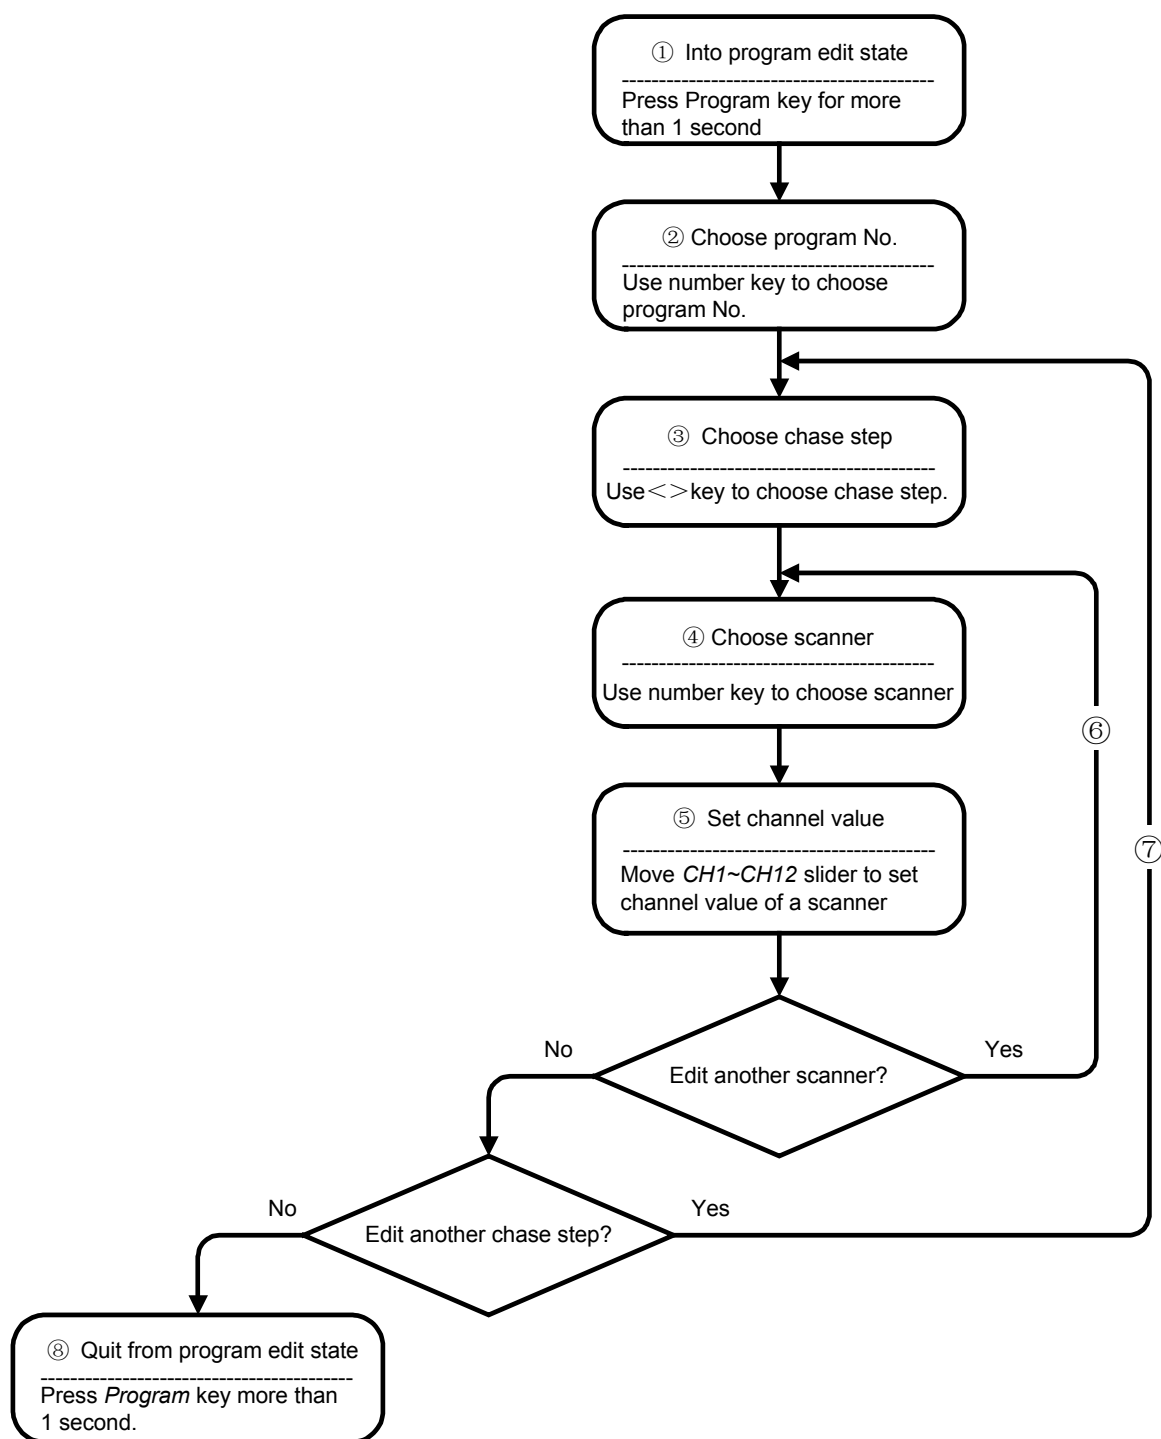 ① Into program edit state
------------------------------------------
Press Program key for more
than 1 second
② Choose program No.
------------------------------------------
Use number key to choose
program No.
③ Choose chase step
------------------------------------------
Use＜＞key to choose chase step.
④ Choose scanner
------------------------------------------
Use number key to choose scanner
⑥
⑤ Set channel value
------------------------------------------
Move CH1~CH12 slider to set
channel value of a scanner
⑦
No
Yes
Edit another scanner?
No
Yes
Edit another chase step?
⑧ Quit from program edit state
------------------------------------------
Press Program key more than
1 second.